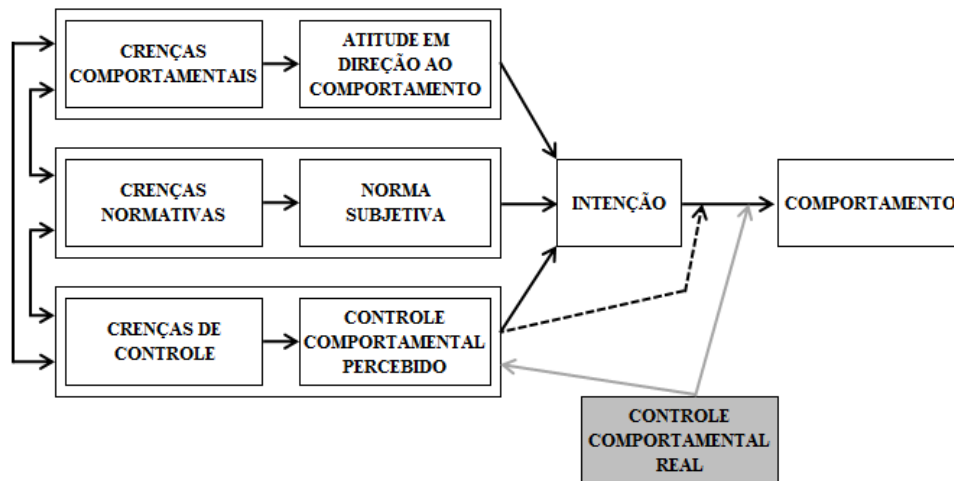 CRENÇAS
COMPORTAMENTAIS
ATITUDE EM
DIREÇÃO AO
COMPORTAMENTO
CRENÇAS
NORMATIVAS
NORMA
SUBJETIVA
INTENÇÃO
COMPORTAMENTO
CRENÇAS DE
CONTROLE
CONTROLE
COMPORTAMENTAL
PERCEBIDO
CONTROLE
COMPORTAMENTAL
REAL